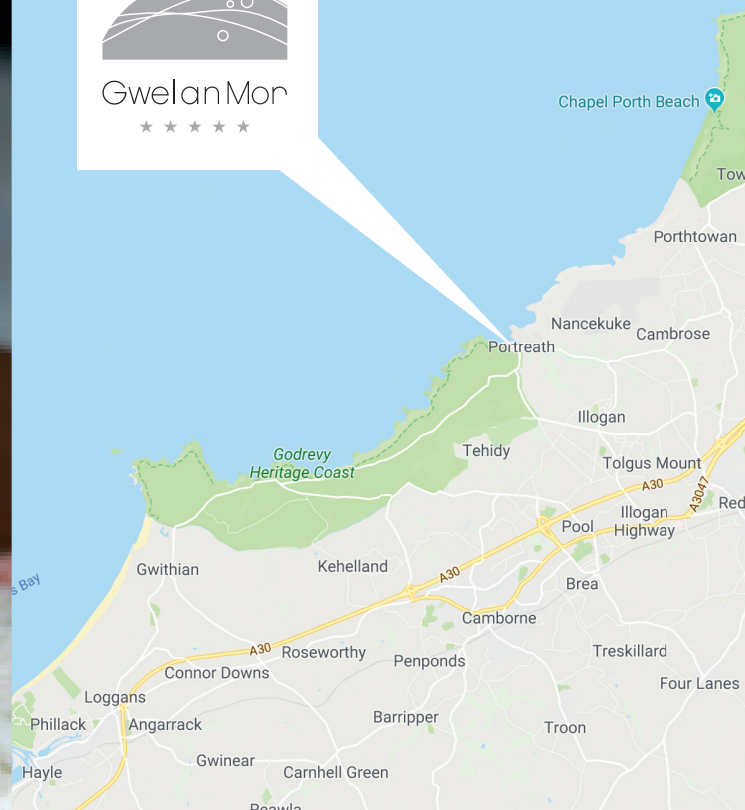 GwelanMor
Chapel Porth Beach
Tow
Porthtowan
Nancekuke
Cambrose
Portreath
Illogan
Godrevy
Heritage Coast
Tehidy
Tolgus Mount
A30
A3047
Red
Illogan
Highway
Pool
Gwithian
Kehelland
A30
s Bay
Brea
Camborne
A30
Roseworthy
Penponds
Treskillard
Connor Downs
Four Lanes
Loggans
Phillack
Angarrack
Barripper
Troon
Gwinear
Hayle
Carnhell Green
Reawla